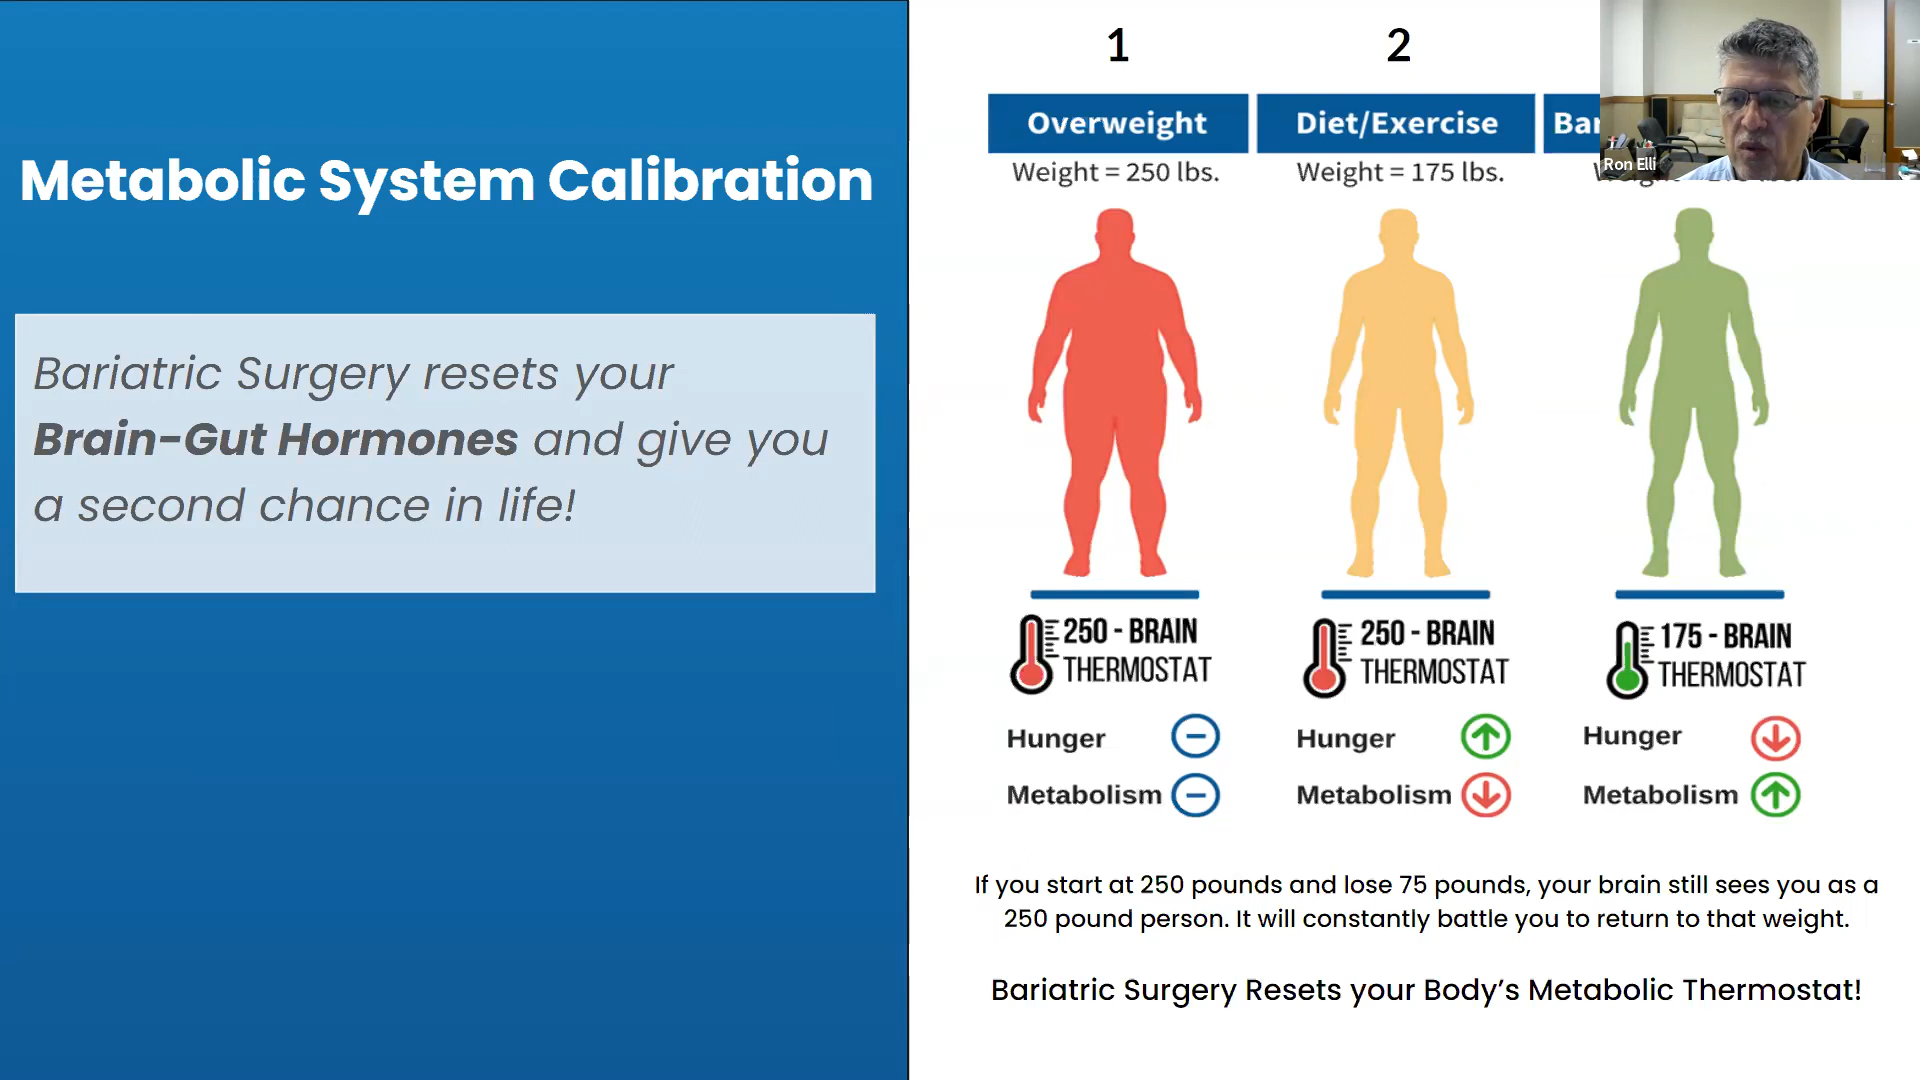 Metabolic System Calibration
Bariatric Surgery resets your
Brain-Gut Hormones and give you
a second chance in life!
1
2
Overweight
Diet/Exercise
Weight = 250 lbs.
Weight = 175 lbs.
Ron Elli
250 - BRAIN
THERMOSTAT
250 - BRAIN
THERMOSTAT
175 - BRAIN
THERMOSTAT
Hunger
Hunger
Hunger
Metabolism
Metabolism
Metabolism
If you start at 250 pounds and lose 75 pounds, your brain still sees you as a
250 pound person. It will constantly battle you to return to that weight.
Bariatric Surgery Resets your Body’s Metabolic Thermostat!